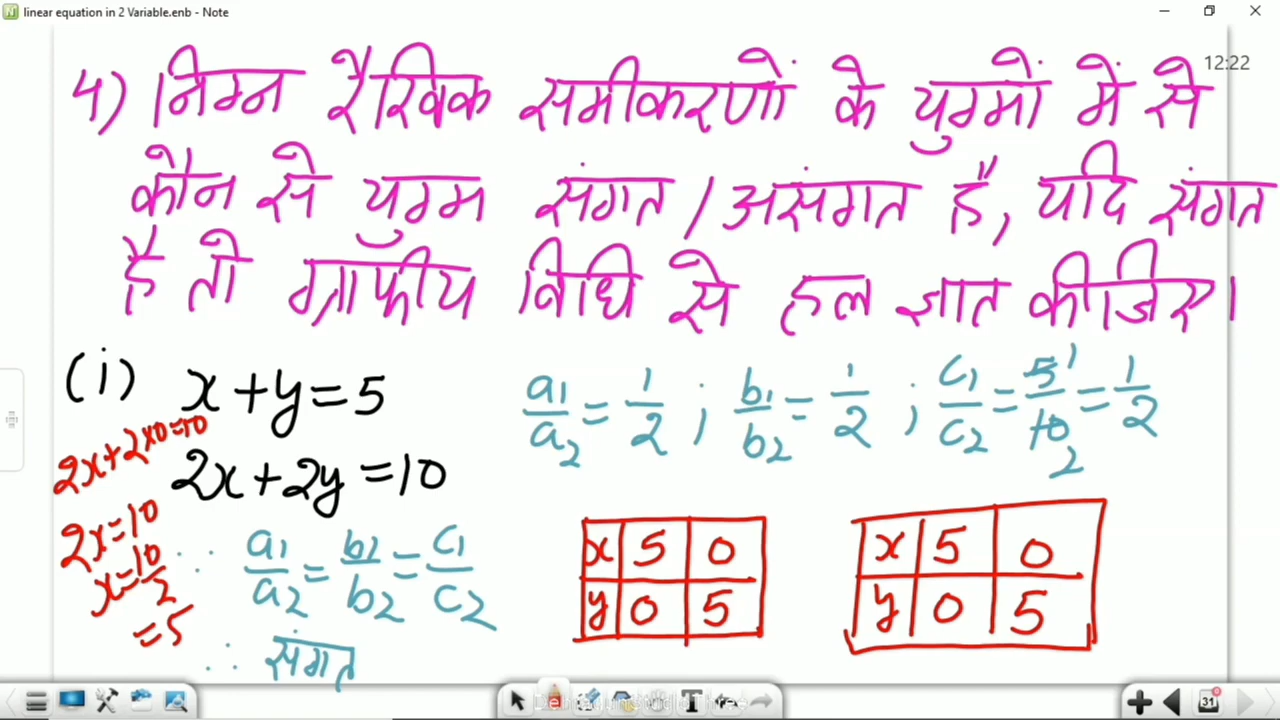 linear equation in 2 Variable.enb - Note
12:22
4) निम्न रैखिक समीकरणों के युग्मों में से
कौन से युग्म संगत / असंगत है, यदि संगत
है तो ग्राफीय विधि से हल ज्ञात कीजिए।
(i) x + y = 5
2x + 2y = 10
a1/a2 = 1/2 ; b1/b2 = 1/2 ; c1/c2 = 5/10 = 1/2
1
2
2x + 2×0 = 10
2x = 10
x = 10/2
= 5
∴ a1/a2 = b1/b2 = c1/c2
∴ संगत
x 5 0
y 0 5
x 5 0
y 0 5
31